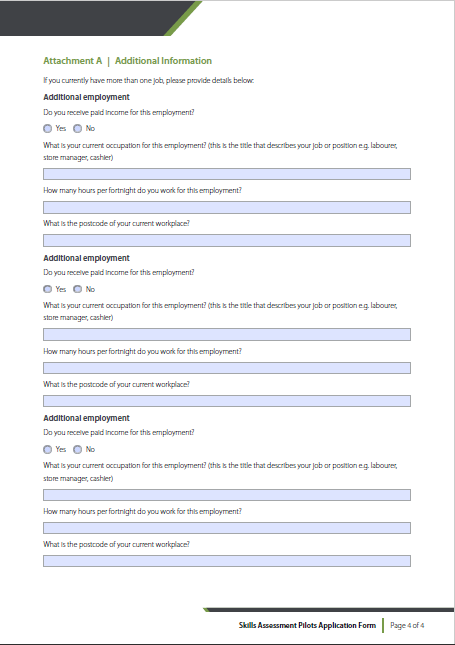 Attachment A | Additional Information
If you currently have more than one job, please provide details below:
Additional employment
Do you receive paid income for this employment?
Yes No
What is your current occupation for this employment? (this is the title that describes your job or position e.g. labourer,
store manager, cashier)
How many hours per fortnight do you work for this employment?
What is the postcode of your current workplace?
Additional employment
Do you receive paid income for this employment?
Yes No
What is your current occupation for this employment? (this is the title that describes your job or position e.g. labourer,
store manager, cashier)
How many hours per fortnight do you work for this employment?
What is the postcode of your current workplace?
Additional employment
Do you receive paid income for this employment?
Yes No
What is your current occupation for this employment? (this is the title that describes your job or position e.g. labourer,
store manager, cashier)
How many hours per fortnight do you work for this employment?
What is the postcode of your current workplace?
Skills Assessment Pilots Application Form | Page 4 of 4